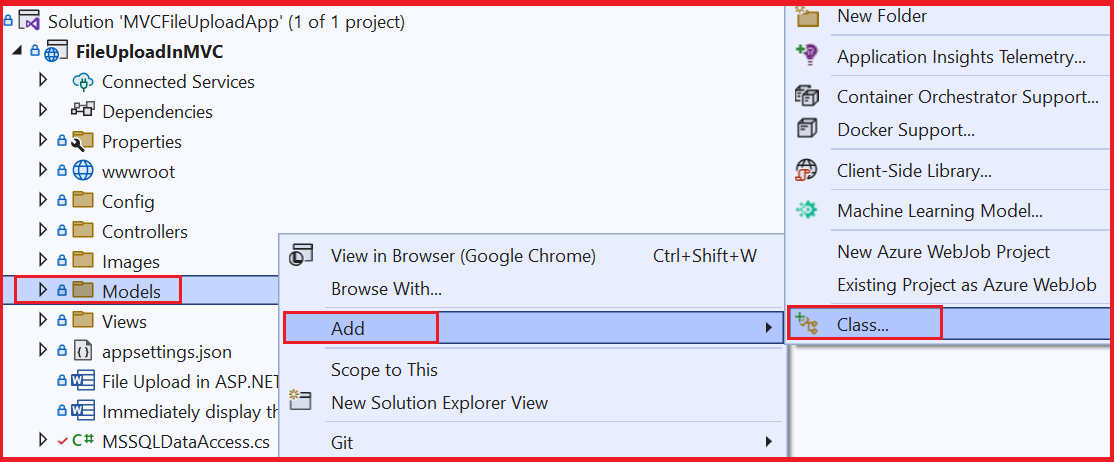 Solution 'MVCFileUploadApp' (1 of 1 project)
FileUploadInMVC
Connected Services
Dependencies
Properties
wwwroot
Config
Controllers
Images
Models
Views
appsettings.json
File Upload in ASP.NET
Immediately display th
C# MSSQLDataAccess.cs
View in Browser (Google Chrome) Ctrl+Shift+W
Browse With...
Add
Scope to This
New Solution Explorer View
Git
New Folder
Application Insights Telemetry...
Container Orchestrator Support...
Docker Support...
Client-Side Library...
Machine Learning Model...
New Azure WebJob Project
Existing Project as Azure WebJob
Class...